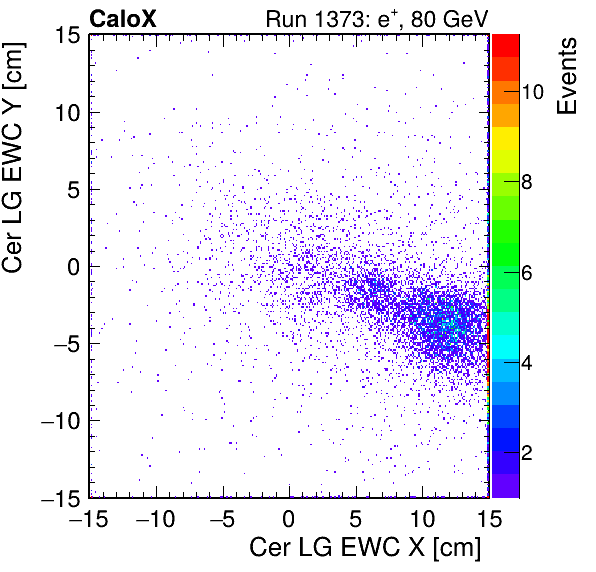 CaloX Run 1373: e+, 80 GeV
Cer LG EWC Y [cm]
15
10
5
0
−5
−10
−15
−15 −10 −5 0 5 10 15
Cer LG EWC X [cm]
Events
10
8
6
4
2